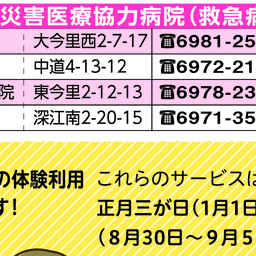 災害医療協力病院(救急病
大今里西2-7-17 ☎6981-25
中道4-13-12 ☎6972-21
院 東今里2-12-13 ☎6978-23
深江南2-20-15 ☎6971-35
の体験利用
す!
これらのサービスは
正月三が日(1月1日
(8月30日～9月5